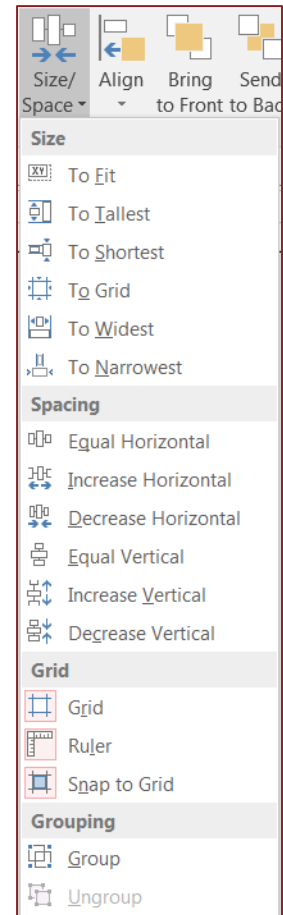 Size/ Align Bring Send
Space to Front to Bac
Size
To Fit
To Tallest
To Shortest
To Grid
To Widest
To Narrowest
Spacing
Equal Horizontal
Increase Horizontal
Decrease Horizontal
Equal Vertical
Increase Vertical
Decrease Vertical
Grid
Grid
Ruler
Snap to Grid
Grouping
Group
Ungroup